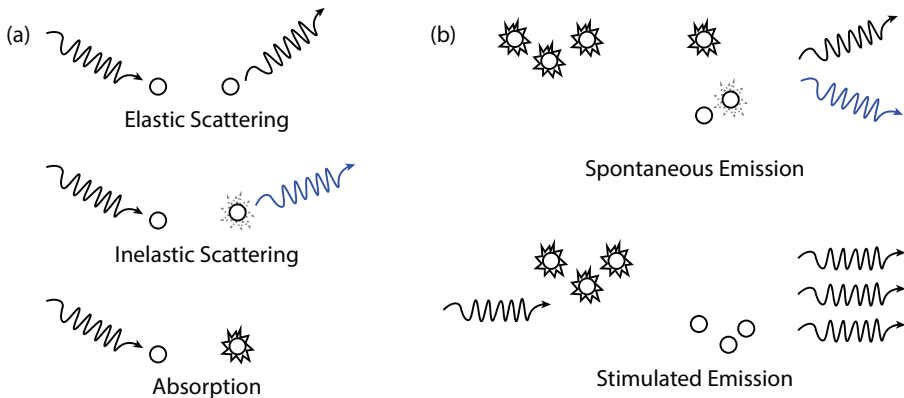 (a)
Elastic Scattering
Inelastic Scattering
Absorption
(b)
Spontaneous Emission
Stimulated Emission